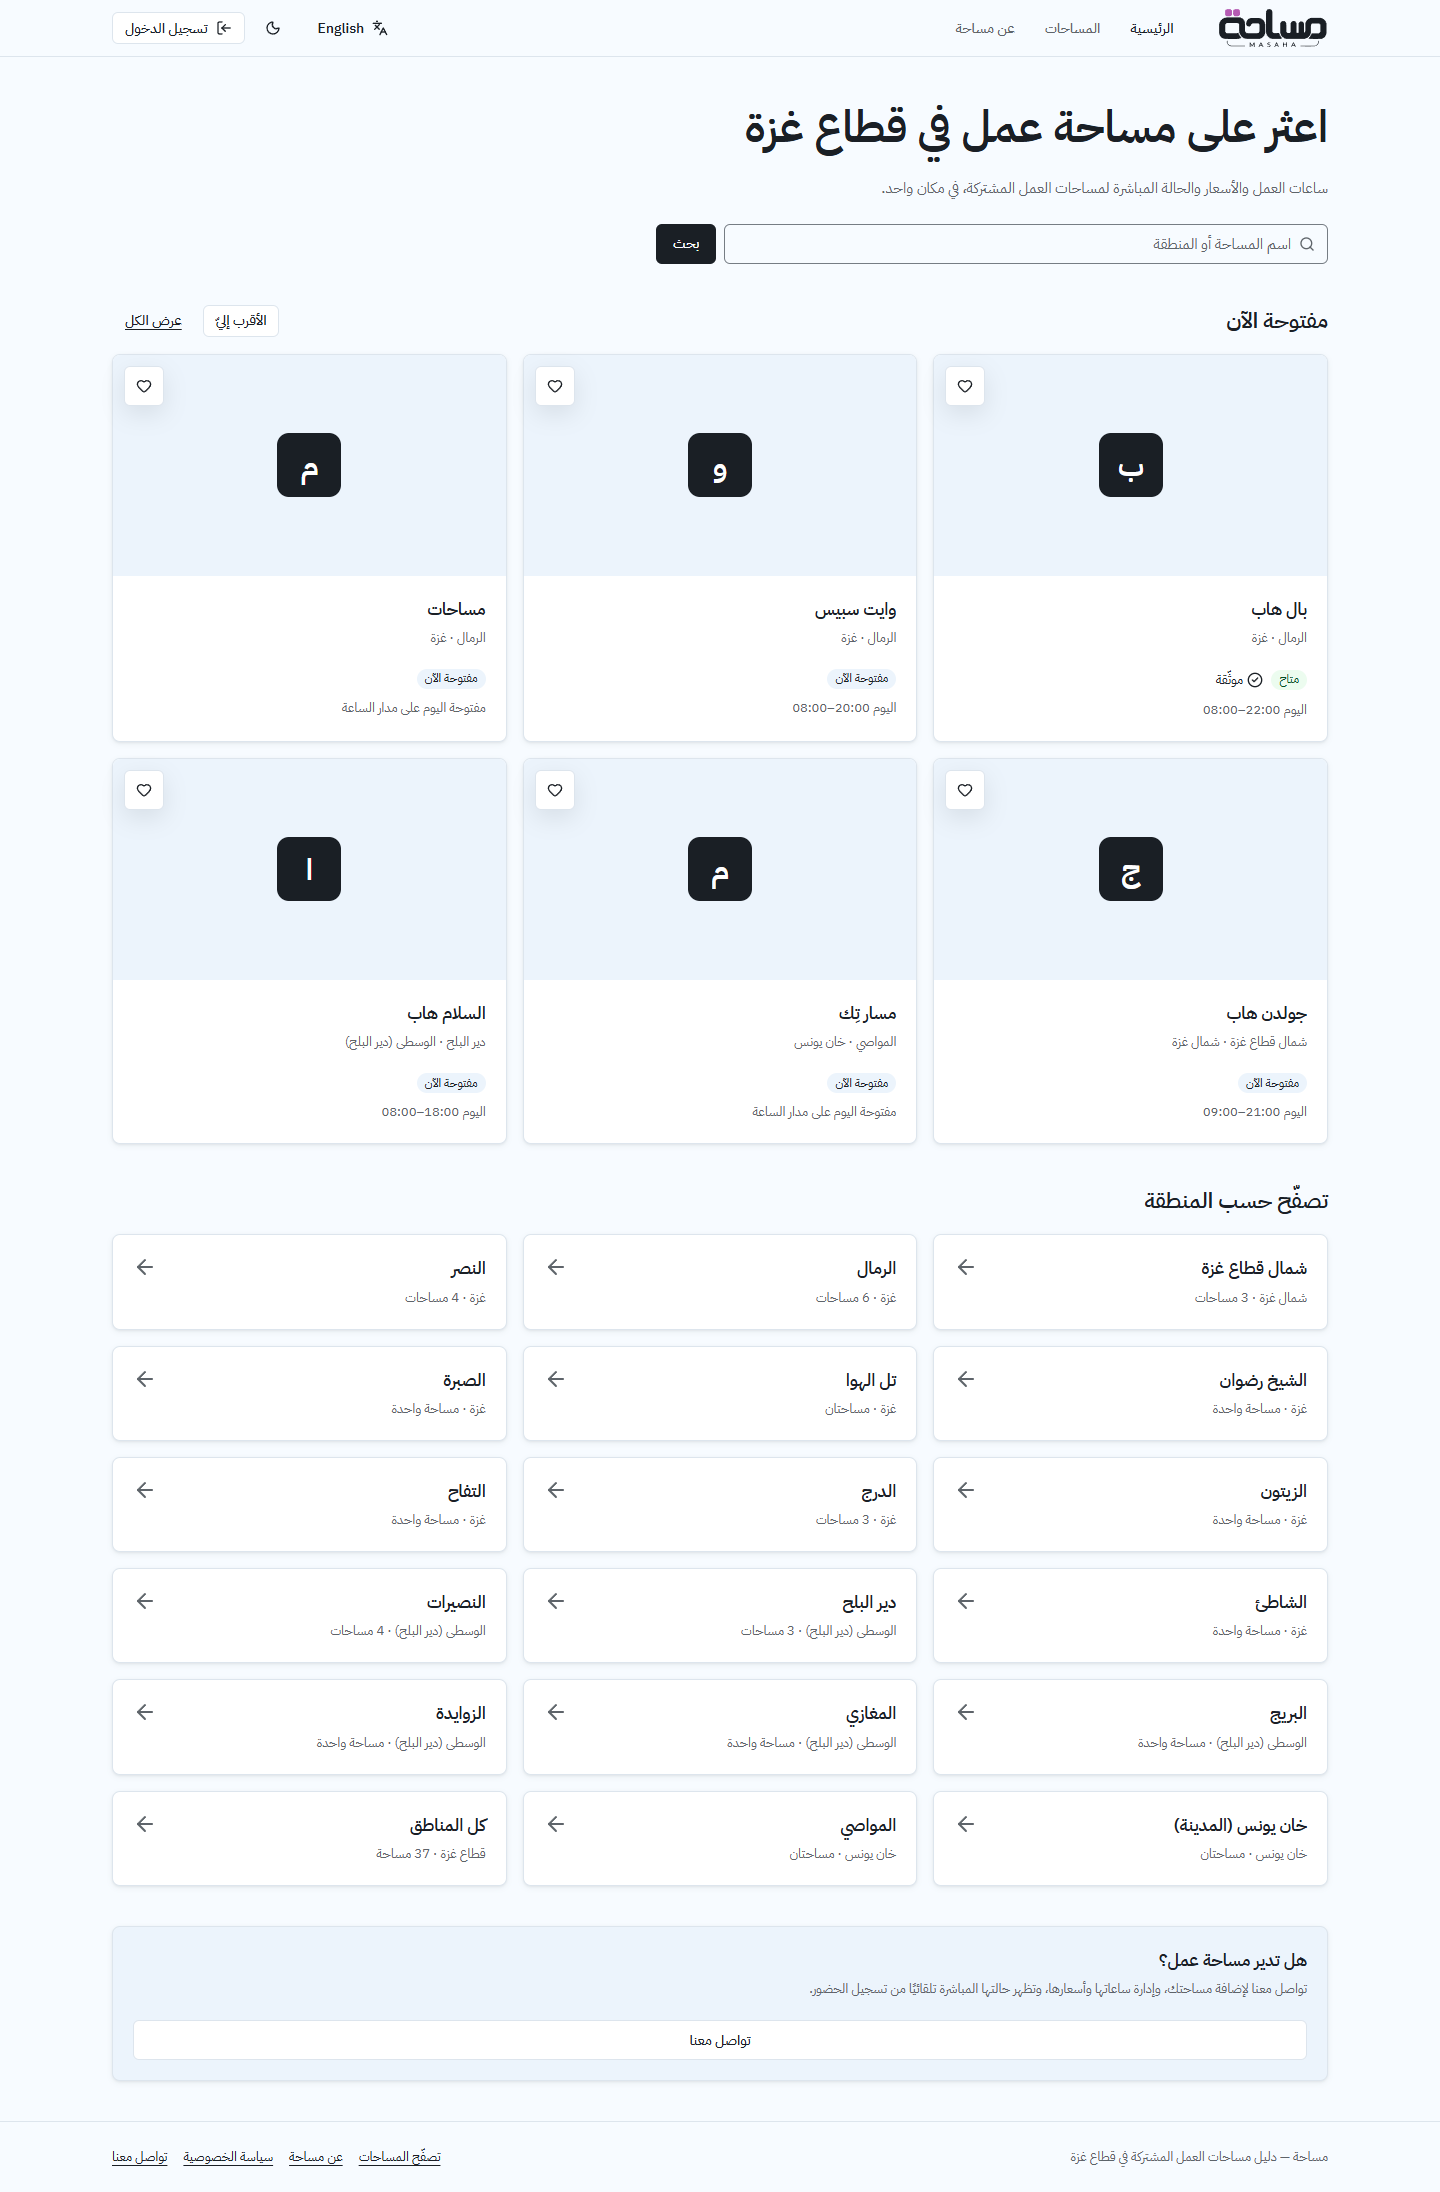 مساحة
MASAHA
الرئيسية
المساحات
عن مساحة
English
تسجيل الدخول
اعثر على مساحة عمل في قطاع غزة
ساعات العمل والأسعار والحالة المباشرة لمساحات العمل المشتركة، في مكان واحد.
اسم المساحة أو المنطقة
بحث
مفتوحة الآن
الأقرب إليّ
عرض الكل
ب
بال هاب
الرمال · غزة
متاح
موثّقة
اليوم 08:00–22:00
و
وايت سبيس
الرمال · غزة
مفتوحة الآن
اليوم 08:00–20:00
م
مساحات
الرمال · غزة
مفتوحة الآن
مفتوحة اليوم على مدار الساعة
ج
جولدن هاب
شمال قطاع غزة · شمال غزة
مفتوحة الآن
اليوم 09:00–21:00
م
مسار تِك
المواصي · خان يونس
مفتوحة الآن
مفتوحة اليوم على مدار الساعة
ا
السلام هاب
دير البلح · الوسطى (دير البلح)
مفتوحة الآن
اليوم 08:00–18:00
تصفّح حسب المنطقة
شمال قطاع غزة
شمال غزة · 3 مساحات
الرمال
غزة · 6 مساحات
النصر
غزة · 4 مساحات
الشيخ رضوان
غزة · مساحة واحدة
تل الهوا
غزة · مساحتان
الصبرة
غزة · مساحة واحدة
الزيتون
غزة · مساحة واحدة
الدرج
غزة · 3 مساحات
التفاح
غزة · مساحة واحدة
الشاطئ
غزة · مساحة واحدة
دير البلح
الوسطى (دير البلح) · 3 مساحات
النصيرات
الوسطى (دير البلح) · 4 مساحات
البريج
الوسطى (دير البلح) · مساحة واحدة
المغازي
الوسطى (دير البلح) · مساحة واحدة
الزوايدة
الوسطى (دير البلح) · مساحة واحدة
خان يونس (المدينة)
خان يونس · مساحتان
المواصي
خان يونس · مساحتان
كل المناطق
قطاع غزة · 37 مساحة
هل تدير مساحة عمل؟
تواصل معنا لإضافة مساحتك، وإدارة ساعاتها وأسعارها، وتظهر حالتها المباشرة تلقائيًا من تسجيل الحضور.
تواصل معنا
مساحة — دليل مساحات العمل المشتركة في قطاع غزة
تصفّح المساحات
عن مساحة
سياسة الخصوصية
تواصل معنا